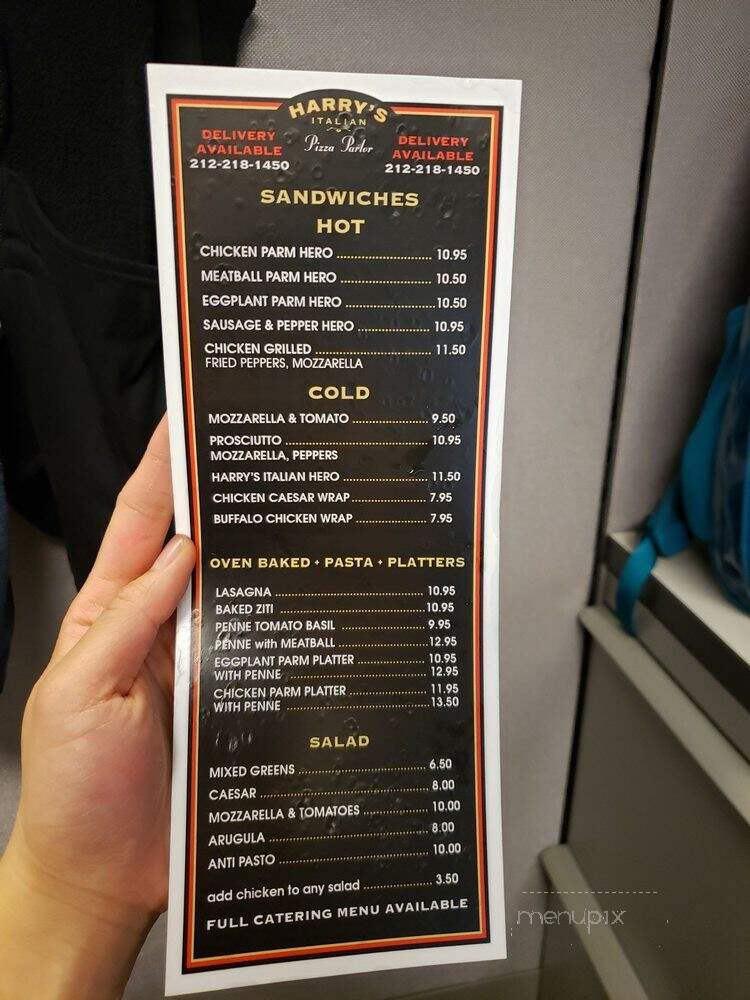 HARRY'S
ITALIAN
Pizza Parlor
DELIVERY
AVAILABLE
212-218-1450
DELIVERY
AVAILABLE
212-218-1450
SANDWICHES
HOT
CHICKEN PARM HERO 10.95
MEATBALL PARM HERO 10.50
EGGPLANT PARM HERO 10.50
SAUSAGE & PEPPER HERO 10.95
CHICKEN GRILLED 11.50
FRIED PEPPERS, MOZZARELLA
COLD
MOZZARELLA & TOMATO 9.50
PROSCIUTTO 10.95
MOZZARELLA, PEPPERS
HARRY'S ITALIAN HERO 11.50
CHICKEN CAESAR WRAP 7.95
BUFFALO CHICKEN WRAP 7.95
OVEN BAKED • PASTA • PLATTERS
LASAGNA 10.95
BAKED ZITI 10.95
PENNE TOMATO BASIL 9.95
PENNE with MEATBALL 12.95
EGGPLANT PARM PLATTER 10.95
WITH PENNE 12.95
CHICKEN PARM PLATTER 11.95
WITH PENNE 13.50
SALAD
MIXED GREENS 6.50
CAESAR 8.00
MOZZARELLA & TOMATOES 10.00
ARUGULA 8.00
ANTI PASTO 10.00
add chicken to any salad 3.50
FULL CATERING MENU AVAILABLE
menupix